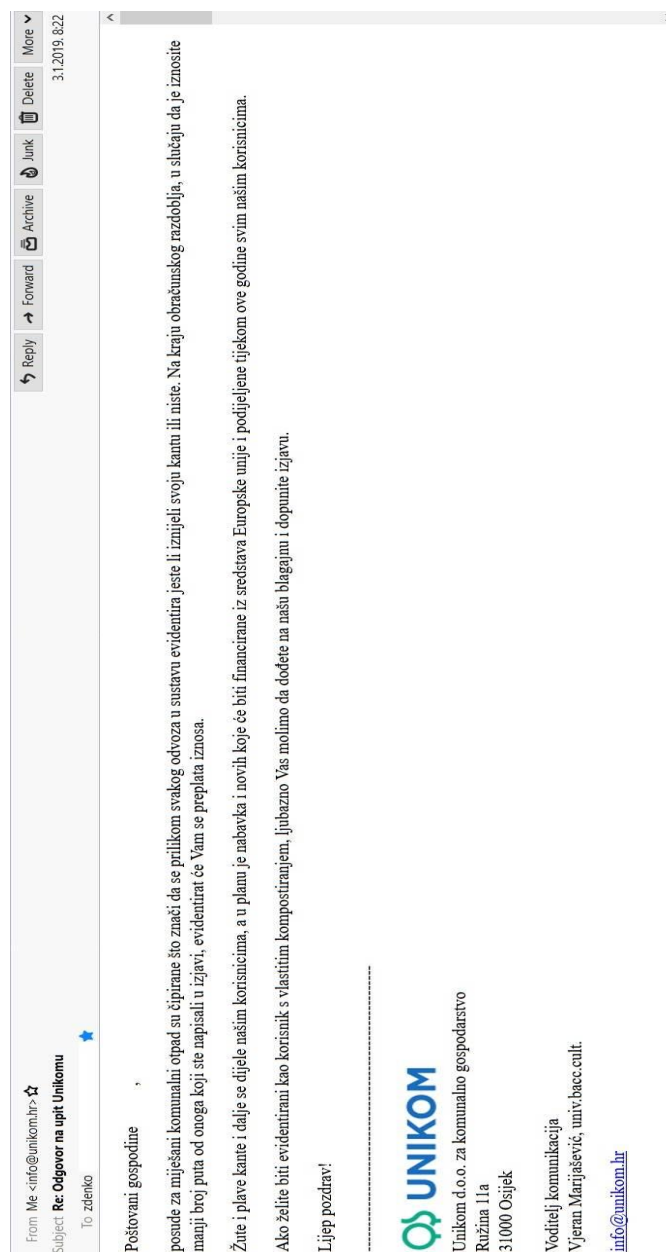 From Me <info@unikom.hr>
Reply Forward Archive Junk Delete More
Subject Re: Odgovor na upit Unikomu
3.1.2019. 8:22
To zdenko
Poštovani gospodine ,
posude za miješani komunalni otpad su čipirane što znači da se prilikom svakog odvoza u sustavu evidentira jeste li iznijeli svoju kantu ili niste. Na kraju obračunskog razdoblja, u slučaju da je iznosite
manji broj puta od onoga koji ste napisali u izjavi, evidentirat će Vam se preplata iznosa.
Žute i plave kante i dalje se dijele našim korisnicima, a u planu je nabavka i novih koje će biti financirane iz sredstava Europske unije i podijeljene tijekom ove godine svim našim korisnicima.
Ako želite biti evidentirani kao korisnik s vlastitim kompostiranjem, ljubazno Vas molimo da dođete na našu blagajnu i dopunite izjavu.
Lijep pozdrav!
UNIKOM
Unikom d.o.o. za komunalno gospodarstvo
Ružina 11a
31000 Osijek
Voditelj komunikacija
Vjeran Marijašević, univ.bacc.cult.
info@unikom.hr